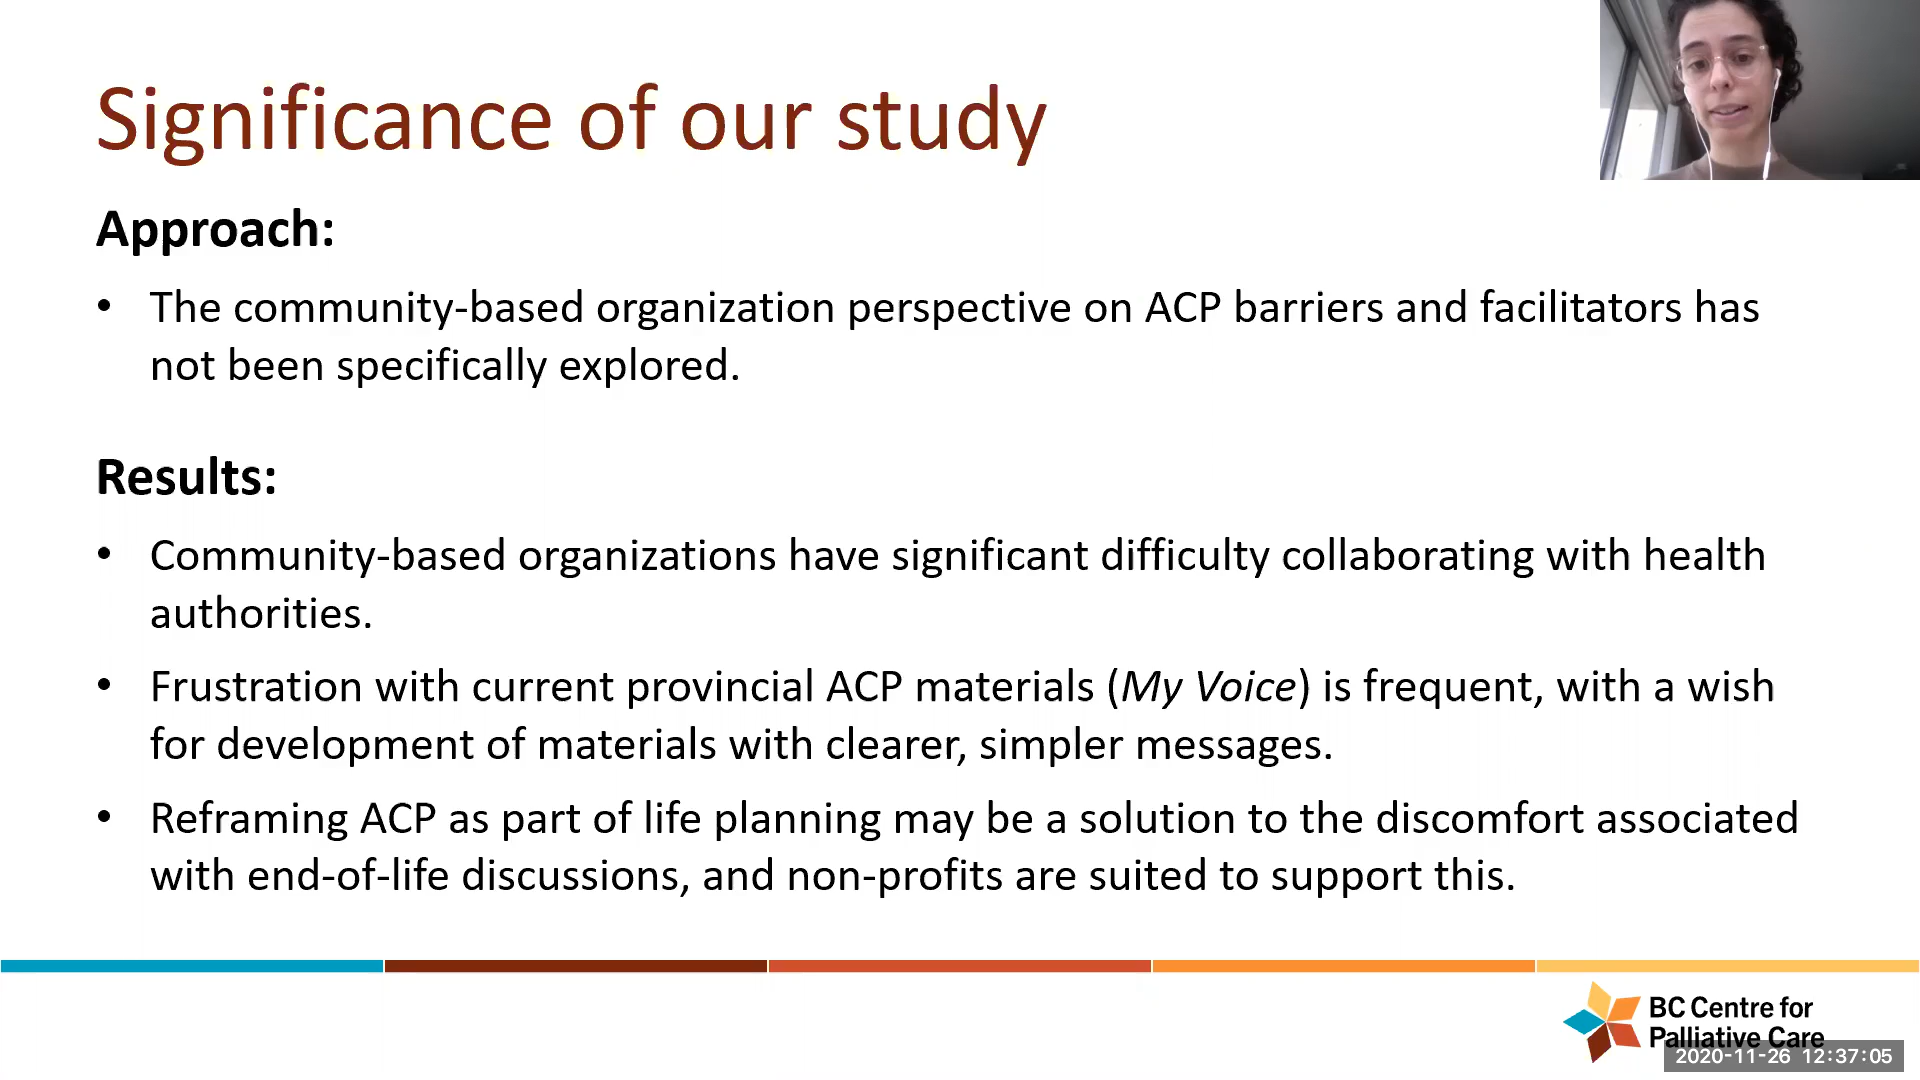 Significance of our study
Approach:
• The community-based organization perspective on ACP barriers and facilitators has
not been specifically explored.
Results:
• Community-based organizations have significant difficulty collaborating with health
authorities.
• Frustration with current provincial ACP materials (My Voice) is frequent, with a wish
for development of materials with clearer, simpler messages.
• Reframing ACP as part of life planning may be a solution to the discomfort associated
with end-of-life discussions, and non-profits are suited to support this.
BC Centre for
Palliative Care
2020-11-26 12:37:05